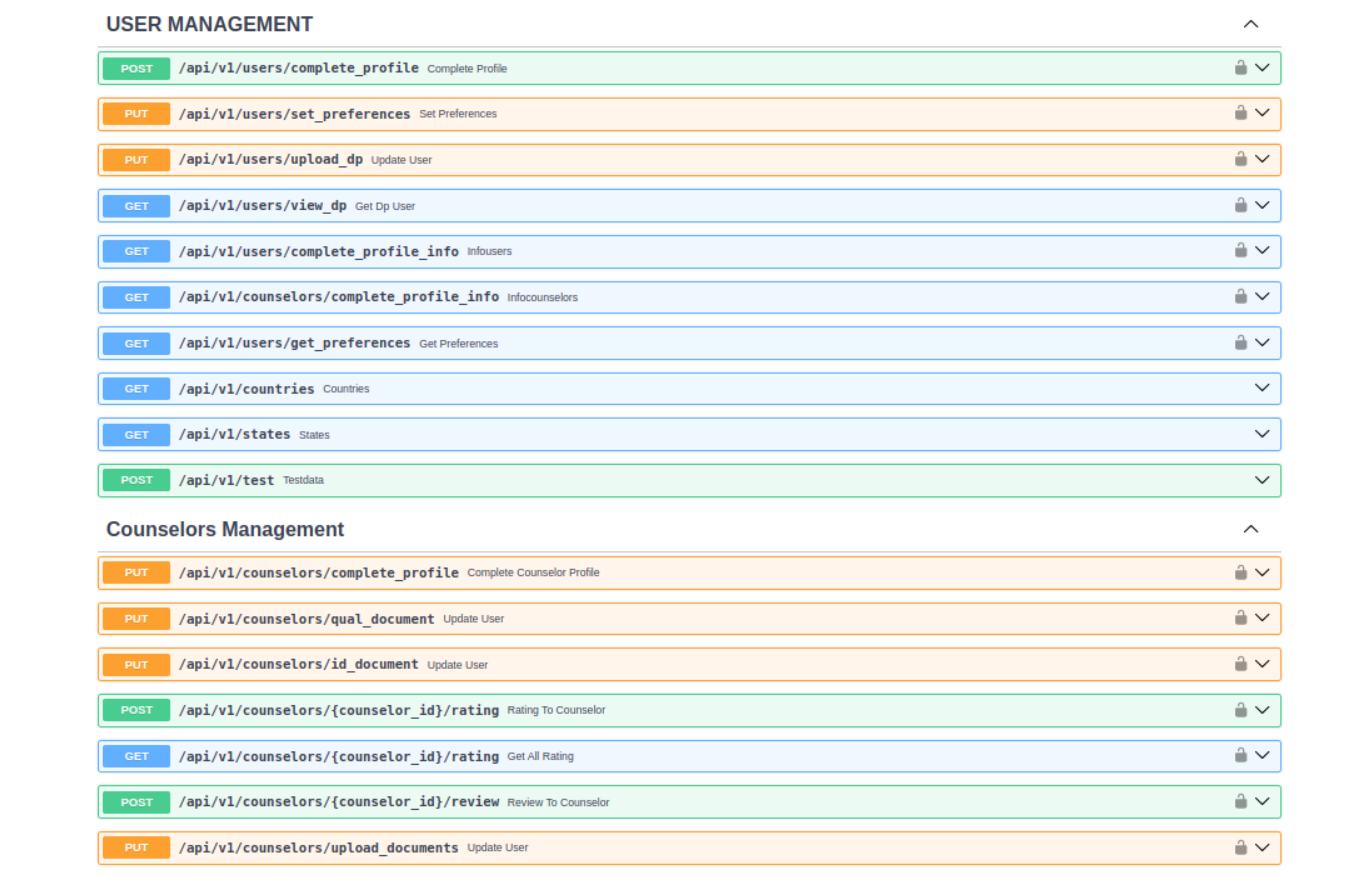 USER MANAGEMENT
POST /api/v1/users/complete_profile Complete Profile
PUT /api/v1/users/set_preferences Set Preferences
PUT /api/v1/users/upload_dp Update User
GET /api/v1/users/view_dp Get Dp User
GET /api/v1/users/complete_profile_info Infousers
GET /api/v1/counselors/complete_profile_info Infocounselors
GET /api/v1/users/get_preferences Get Preferences
GET /api/v1/countries Countries
GET /api/v1/states States
POST /api/v1/test Testdata
Counselors Management
PUT /api/v1/counselors/complete_profile Complete Counselor Profile
PUT /api/v1/counselors/qual_document Update User
PUT /api/v1/counselors/id_document Update User
POST /api/v1/counselors/{counselor_id}/rating Rating To Counselor
GET /api/v1/counselors/{counselor_id}/rating Get All Rating
POST /api/v1/counselors/{counselor_id}/review Review To Counselor
PUT /api/v1/counselors/upload_documents Update User